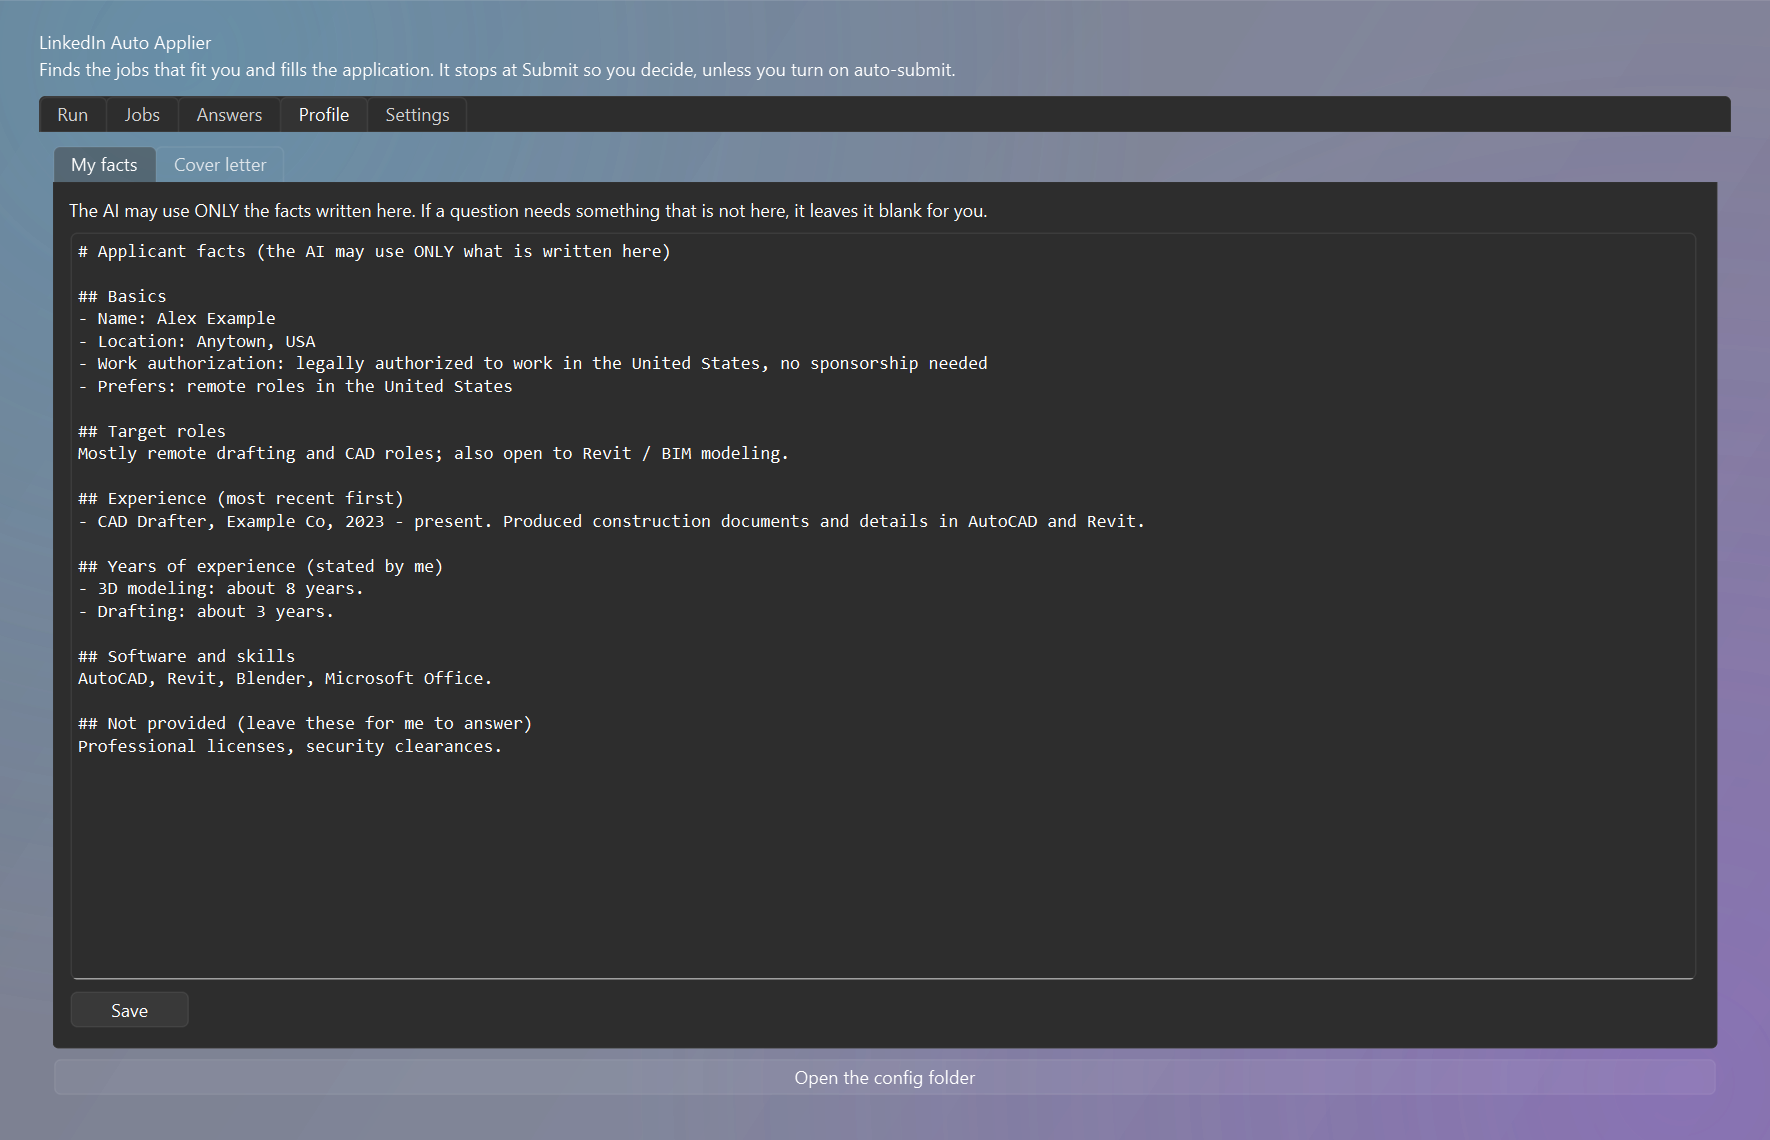 LinkedIn Auto Applier
Finds the jobs that fit you and fills the application. It stops at Submit so you decide, unless you turn on auto-submit.
Run Jobs Answers Profile Settings
My facts Cover letter
The AI may use ONLY the facts written here. If a question needs something that is not here, it leaves it blank for you.
# Applicant facts (the AI may use ONLY what is written here)
## Basics
- Name: Alex Example
- Location: Anytown, USA
- Work authorization: legally authorized to work in the United States, no sponsorship needed
- Prefers: remote roles in the United States
## Target roles
Mostly remote drafting and CAD roles; also open to Revit / BIM modeling.
## Experience (most recent first)
- CAD Drafter, Example Co, 2023 - present. Produced construction documents and details in AutoCAD and Revit.
## Years of experience (stated by me)
- 3D modeling: about 8 years.
- Drafting: about 3 years.
## Software and skills
AutoCAD, Revit, Blender, Microsoft Office.
## Not provided (leave these for me to answer)
Professional licenses, security clearances.
Save
Open the config folder